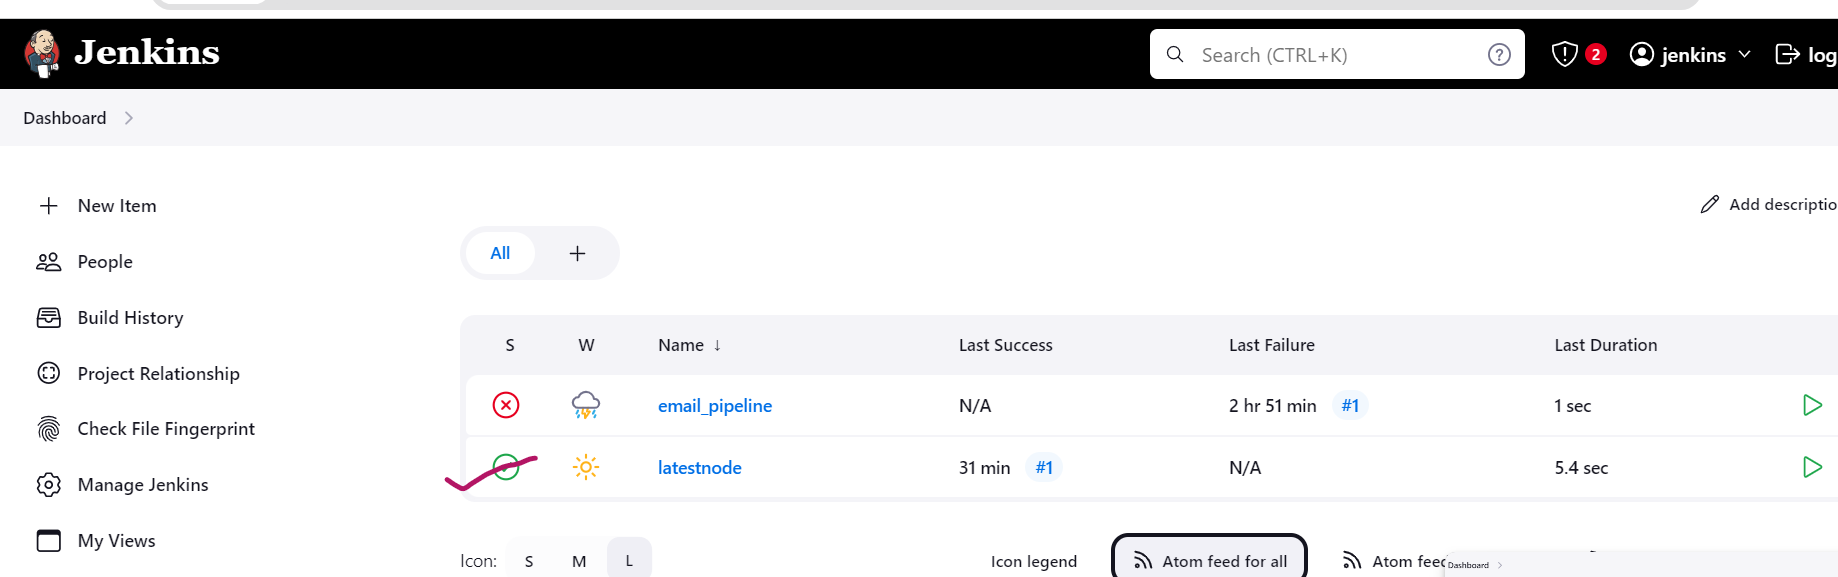 Jenkins
Search (CTRL+K)
2
jenkins
log
Dashboard
New Item
Add descriptio
All
People
Build History
Project Relationship
Check File Fingerprint
Manage Jenkins
My Views
S W Name ↓ Last Success Last Failure Last Duration
email_pipeline N/A 2 hr 51 min #1 1 sec
latestnode 31 min #1 N/A 5.4 sec
Icon: S M L
Icon legend
Atom feed for all
Atom feed
Dashboard